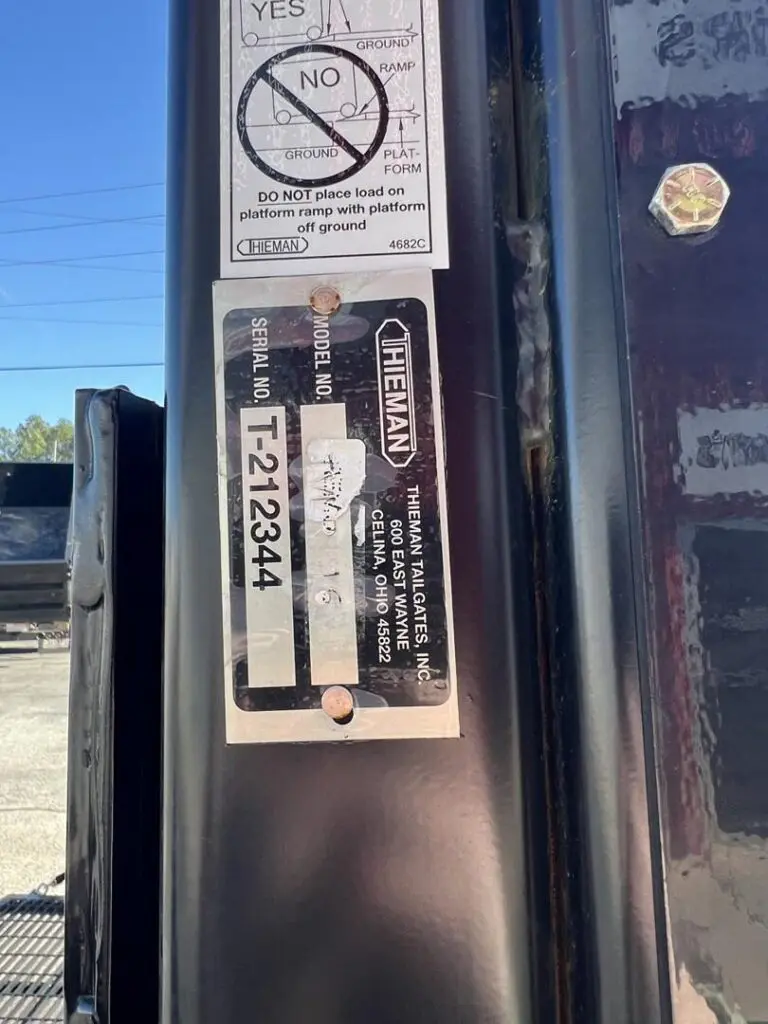 YES
GROUND
NO
RAMP
GROUND
PLAT-
FORM
DO NOT place load on
platform ramp with platform
off ground
THIEMAN
4682C
THIEMAN
THIEMAN TAILGATES, INC.
600 EAST WAYNE
CELINA, OHIO 45822
MODEL NO.
SERIAL NO. T-212344